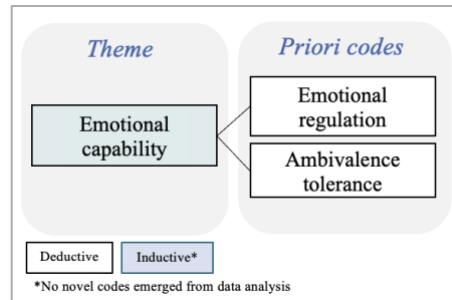 Theme
Priori codes
Emotional
capability
Emotional
regulation
Ambivalence
tolerance
Deductive
Inductive*
*No novel codes emerged from data analysis